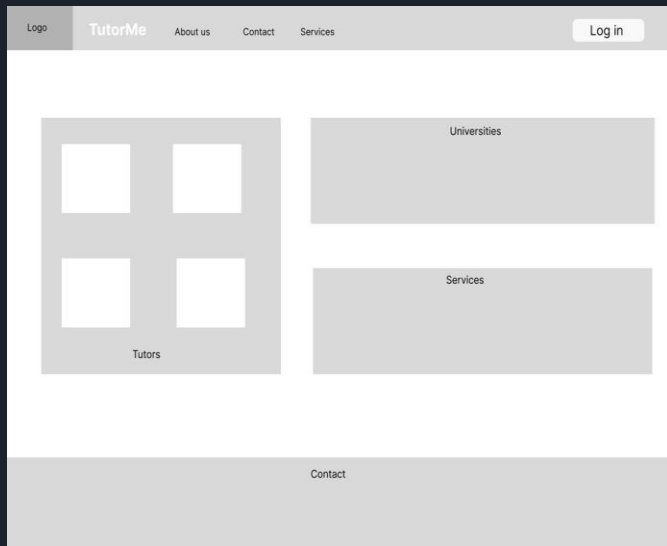 Logo TutorMe About us Contact Services Log in
Universities
Services
Tutors
Contact